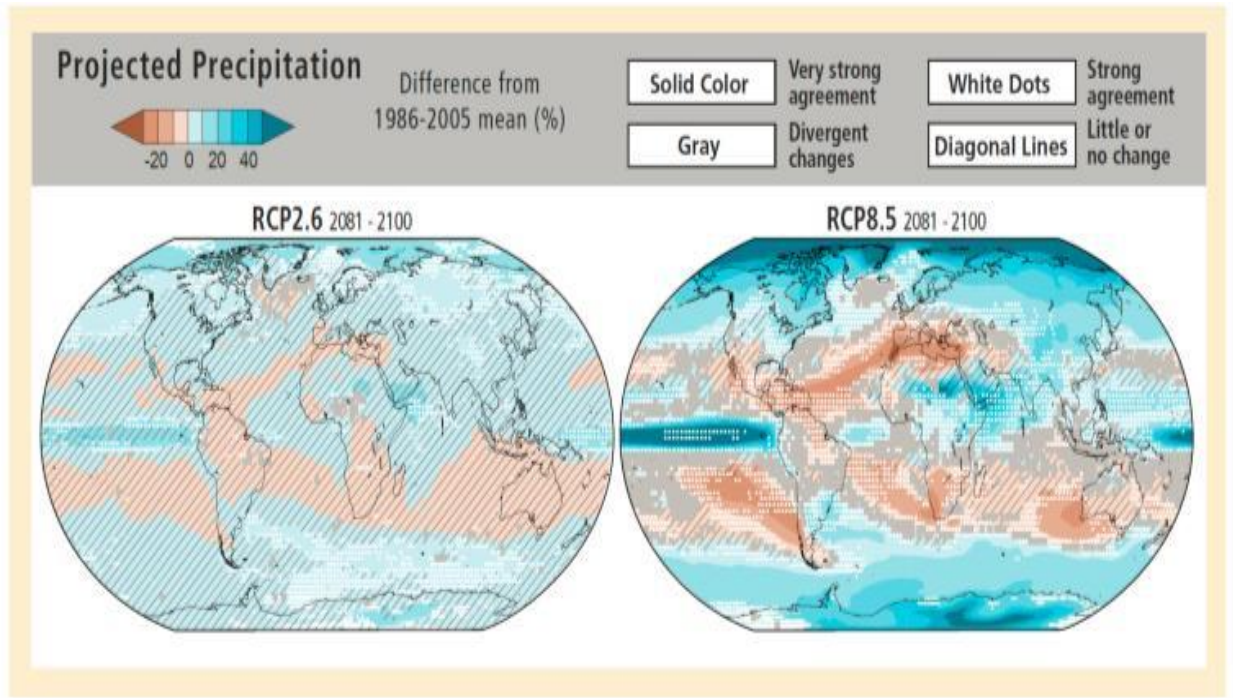 Projected Precipitation
-20 0 20 40
Difference from
1986-2005 mean (%)
Solid Color
Very strong
agreement
White Dots
Strong
agreement
Gray
Divergent
changes
Diagonal Lines
Little or
no change
RCP2.6 2081 - 2100
RCP8.5 2081 - 2100